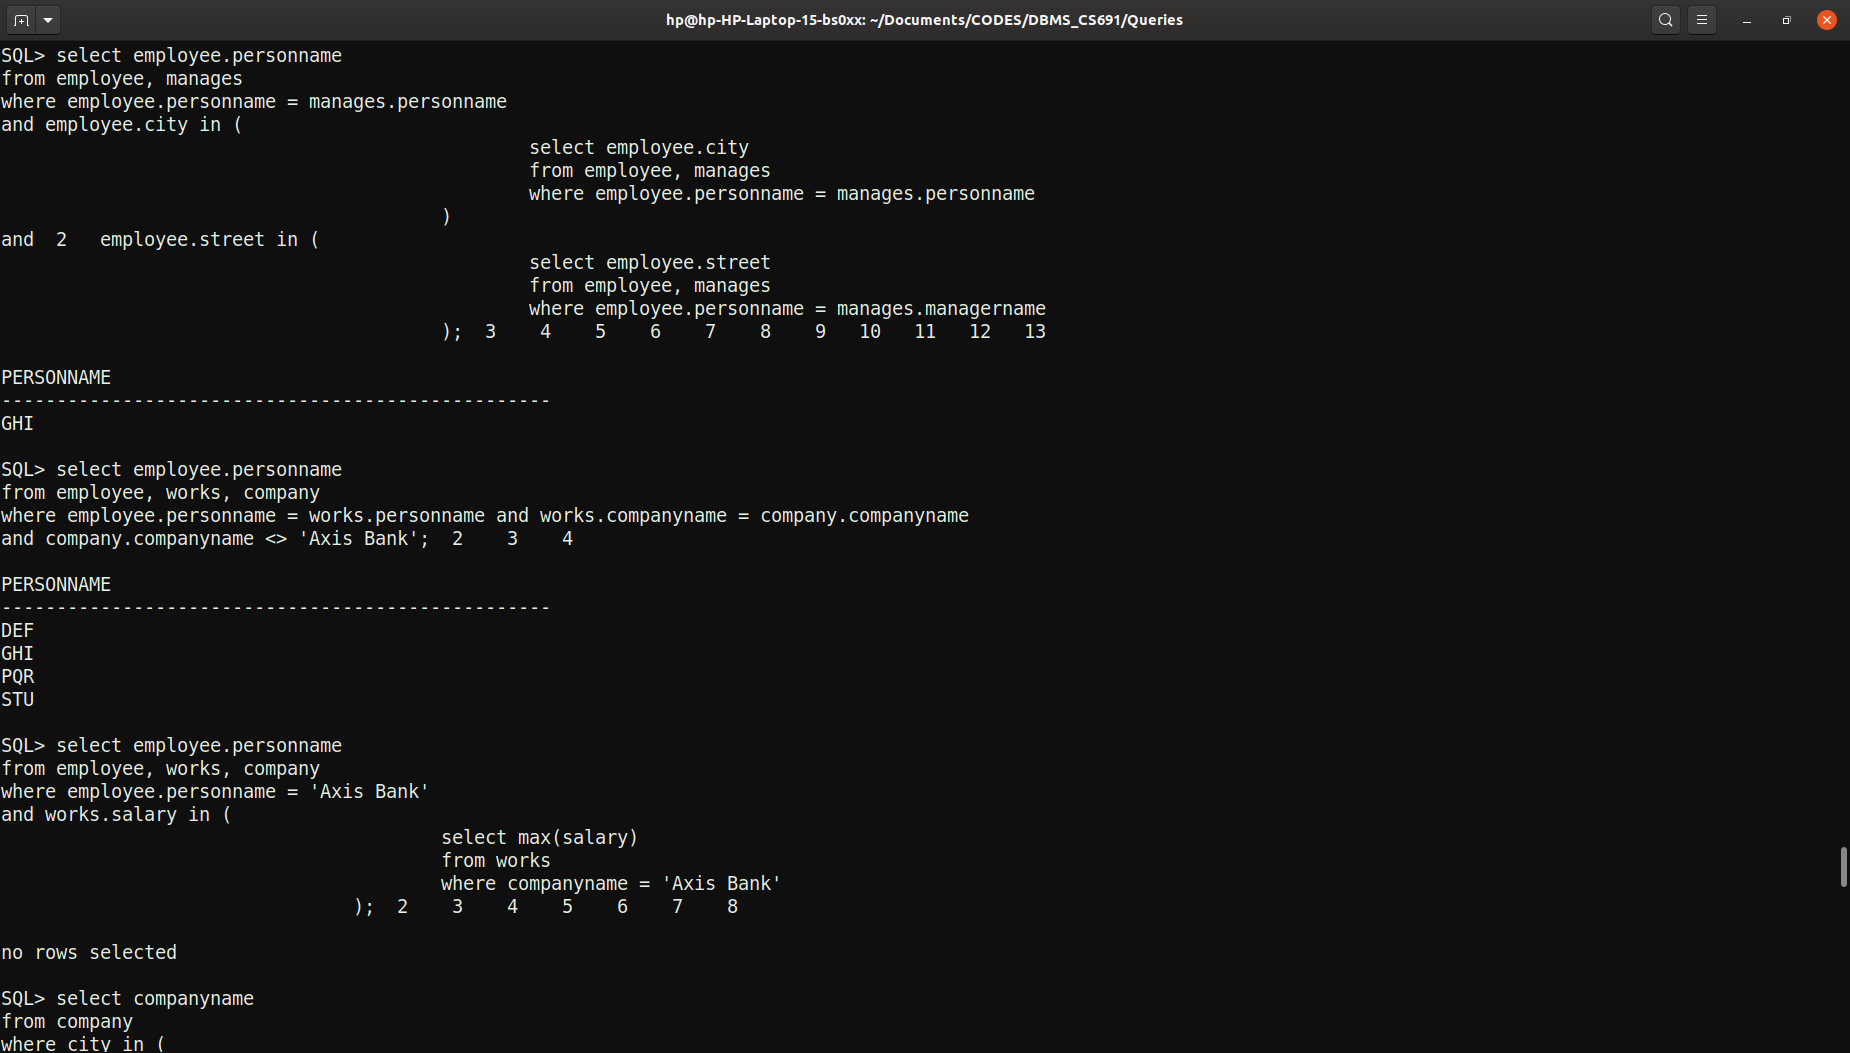 hp@hp-HP-Laptop-15-bs0xx: ~/Documents/CODES/DBMS_CS691/Queries
SQL> select employee.personname
from employee, manages
where employee.personname = manages.personname
and employee.city in (
select employee.city
from employee, manages
where employee.personname = manages.personname
)
and  2   employee.street in (
select employee.street
from employee, manages
where employee.personname = manages.managername
);  3    4    5    6    7    8    9   10   11   12   13
PERSONNAME
--------------------------------------------------
GHI
SQL> select employee.personname
from employee, works, company
where employee.personname = works.personname and works.companyname = company.companyname
and company.companyname <> 'Axis Bank';  2    3    4
PERSONNAME
--------------------------------------------------
DEF
GHI
PQR
STU
SQL> select employee.personname
from employee, works, company
where employee.personname = 'Axis Bank'
and works.salary in (
select max(salary)
from works
where companyname = 'Axis Bank'
);  2    3    4    5    6    7    8
no rows selected
SQL> select companyname
from company
where city in (